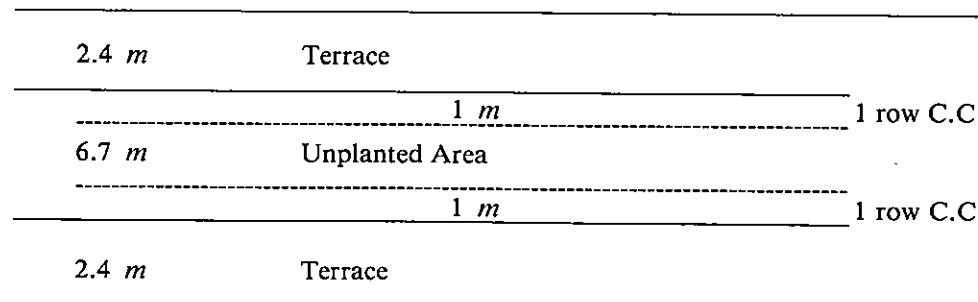 2.4 m Terrace
1 m 1 row C.C
6.7 m Unplanted Area
1 m 1 row C.C
2.4 m Terrace